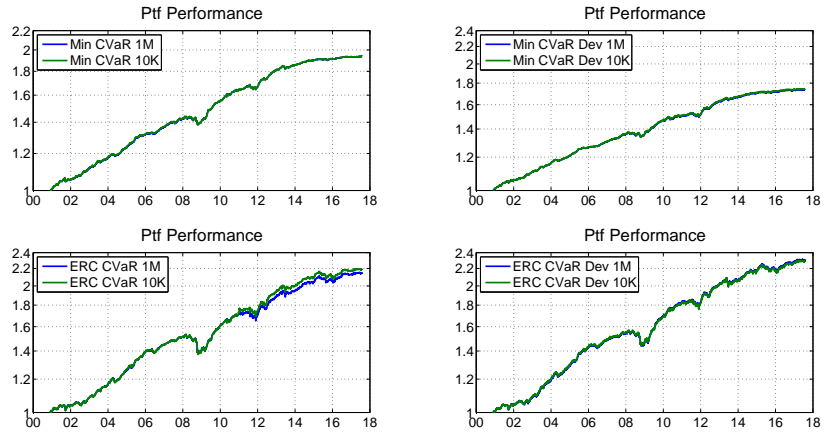 Ptf Performance
2.2
2
1.8
1.6
1.4
1.2
1
Min CVaR 1M
Min CVaR 10K
00 02 04 06 08 10 12 14 16 18
Ptf Performance
2.4
2.2
2
1.8
1.6
1.4
1.2
1
Min CVaR Dev 1M
Min CVaR Dev 10K
00 02 04 06 08 10 12 14 16 18
Ptf Performance
2.4
2.2
2
1.8
1.6
1.4
1.2
1
ERC CVaR 1M
ERC CVaR 10K
00 02 04 06 08 10 12 14 16 18
Ptf Performance
2.4
2.2
2
1.8
1.6
1.4
1.2
1
ERC CVaR Dev 1M
ERC CVaR Dev 10K
00 02 04 06 08 10 12 14 16 18